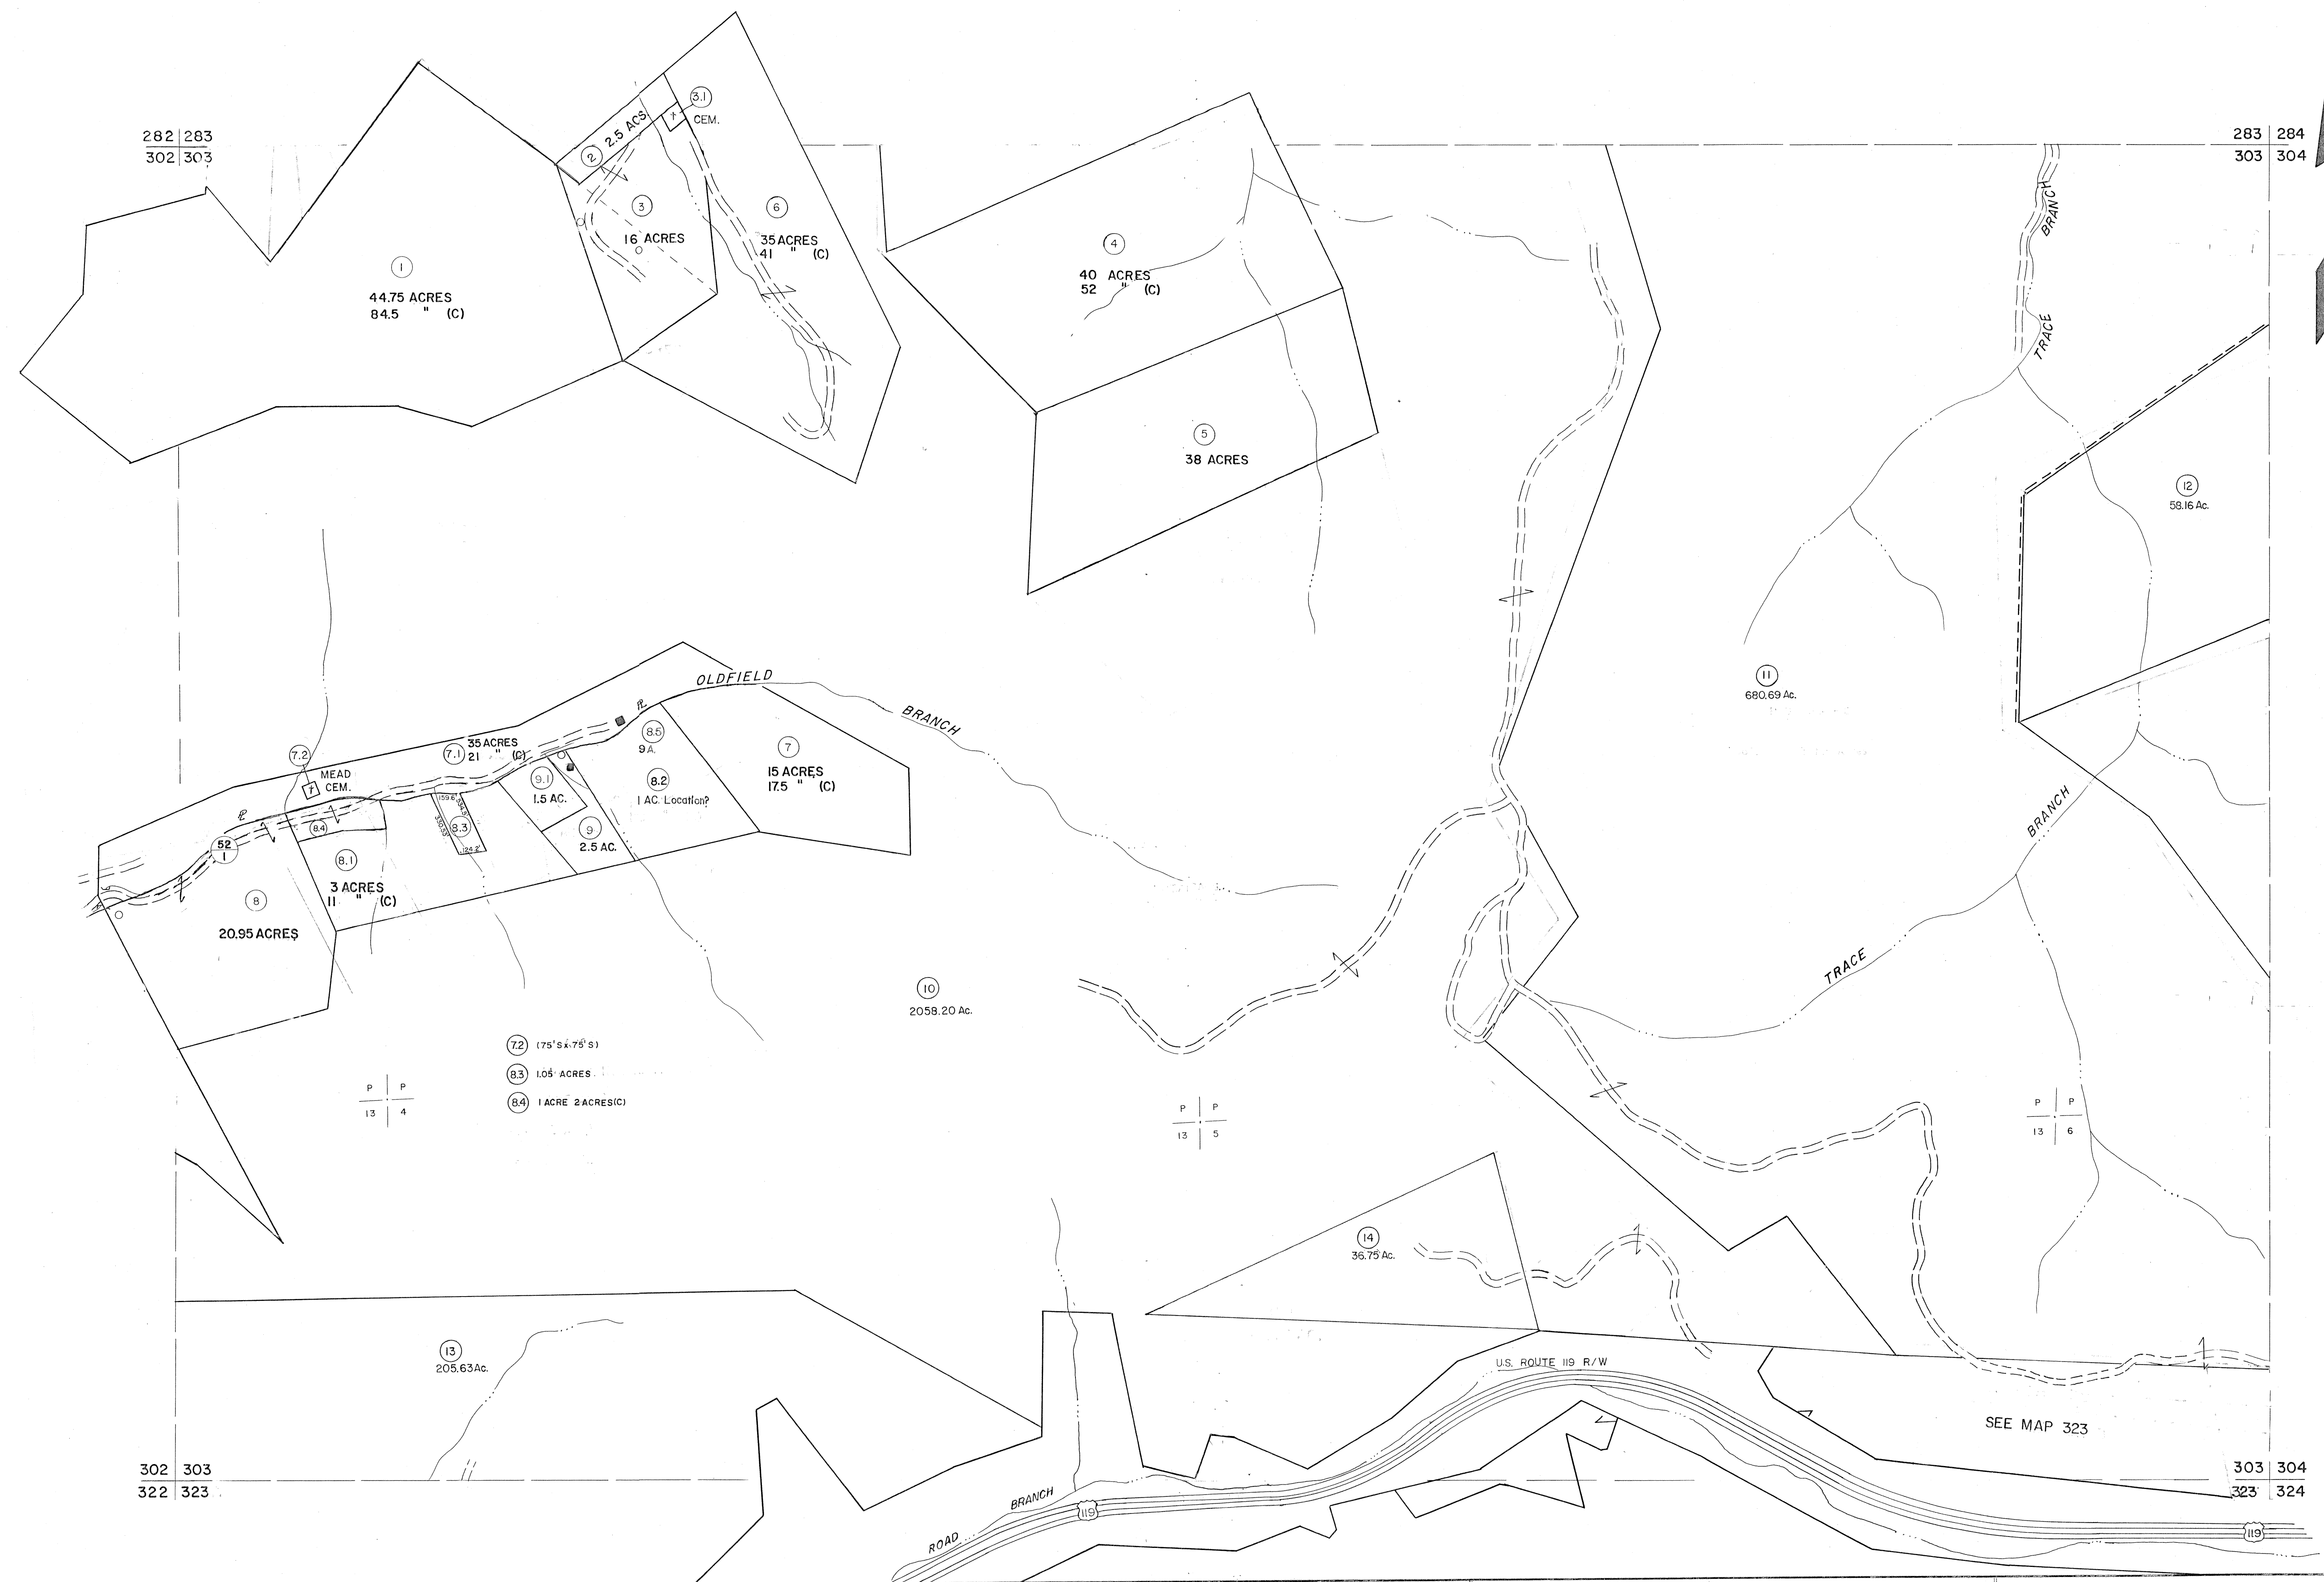 282 283
302 303
283 284
303 304
3.1
CEM.
2
2.5 ACS.
3
16 ACRES
6
35 ACRES
41 " (C)
1
44.75 ACRES
84.5 " (C)
4
40 ACRES
52 " (C)
5
38 ACRES
BRANCH
TRACE
12
58.16 Ac.
11
680.69 Ac.
OLDFIELD
BRANCH
7.2
MEAD
CEM.
7.1
35 ACRES
21 " (C)
8.5
9 A.
8.2
1 AC. Location?
7
15 ACRES
17.5 " (C)
9.1
1.5 AC.
9
2.5 AC.
159.6'
8.3
124.2'
8.4
52
1
8.1
3 ACRES
11 " (C)
8
20.95 ACRES
10
2058.20 Ac.
BRANCH
TRACE
7.2 (75'S x 75'S)
8.3 1.05 ACRES
8.4 1 ACRE 2 ACRES(C)
P P
13 4
P P
13 5
P P
13 6
14
36.75 Ac.
13
205.63 Ac.
U.S. ROUTE 119 R/W
SEE MAP 323
302 303
322 323
303 304
323 324
ROAD BRANCH
119
119